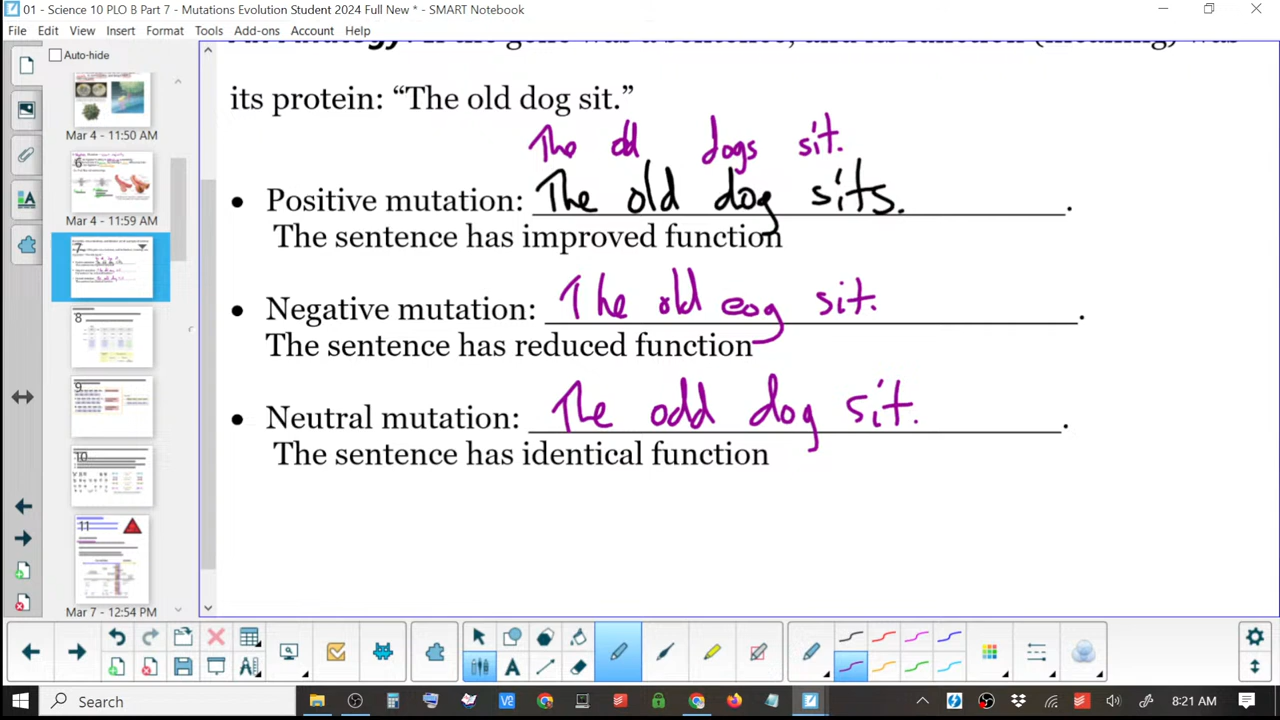 01 - Science 10 PLO B Part 7 - Mutations Evolution Student 2024 Full New * - SMART Notebook
File Edit View Insert Format Tools Add-ons Account Help
Auto-hide
Mar 4 - 11:50 AM
6
Mar 4 - 11:59 AM
7
8
9
10
11
Mar 7 - 12:54 PM
its protein: “The old dog sit.”
The old dogs sit.
Positive mutation: The old dog sits.
The sentence has improved function
Negative mutation: The old eog sit.
The sentence has reduced function
Neutral mutation: The odd dog sit.
The sentence has identical function
Search
8:21 AM